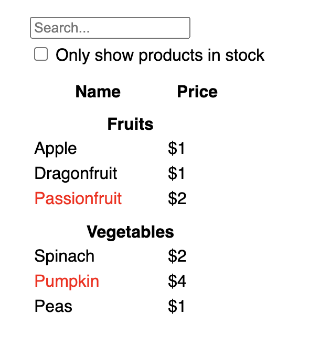 Search...
Only show products in stock
Name Price
Fruits
Apple $1
Dragonfruit $1
Passionfruit $2
Vegetables
Spinach $2
Pumpkin $4
Peas $1